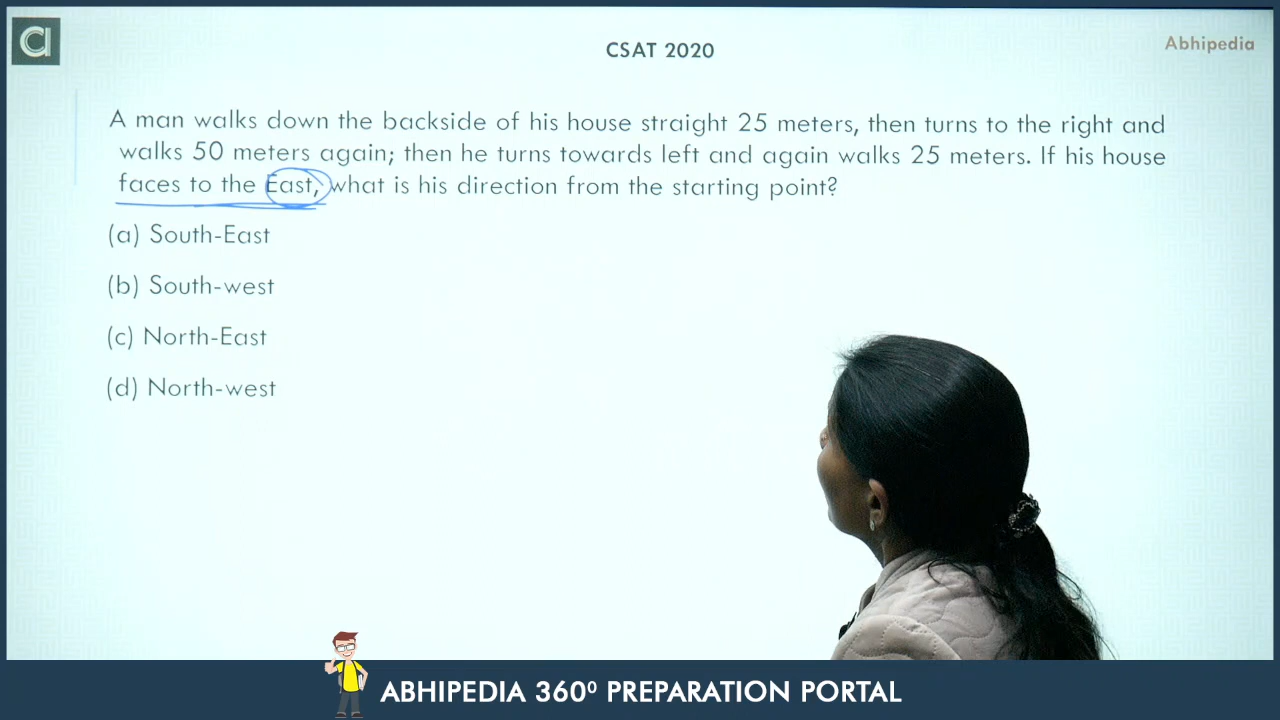 CSAT 2020
Abhipedia
A man walks down the backside of his house straight 25 meters, then turns to the right and
walks 50 meters again; then he turns towards left and again walks 25 meters. If his house
faces to the East, what is his direction from the starting point?
(a) South-East
(b) South-west
(c) North-East
(d) North-west
ABHIPEDIA 360⁰ PREPARATION PORTAL